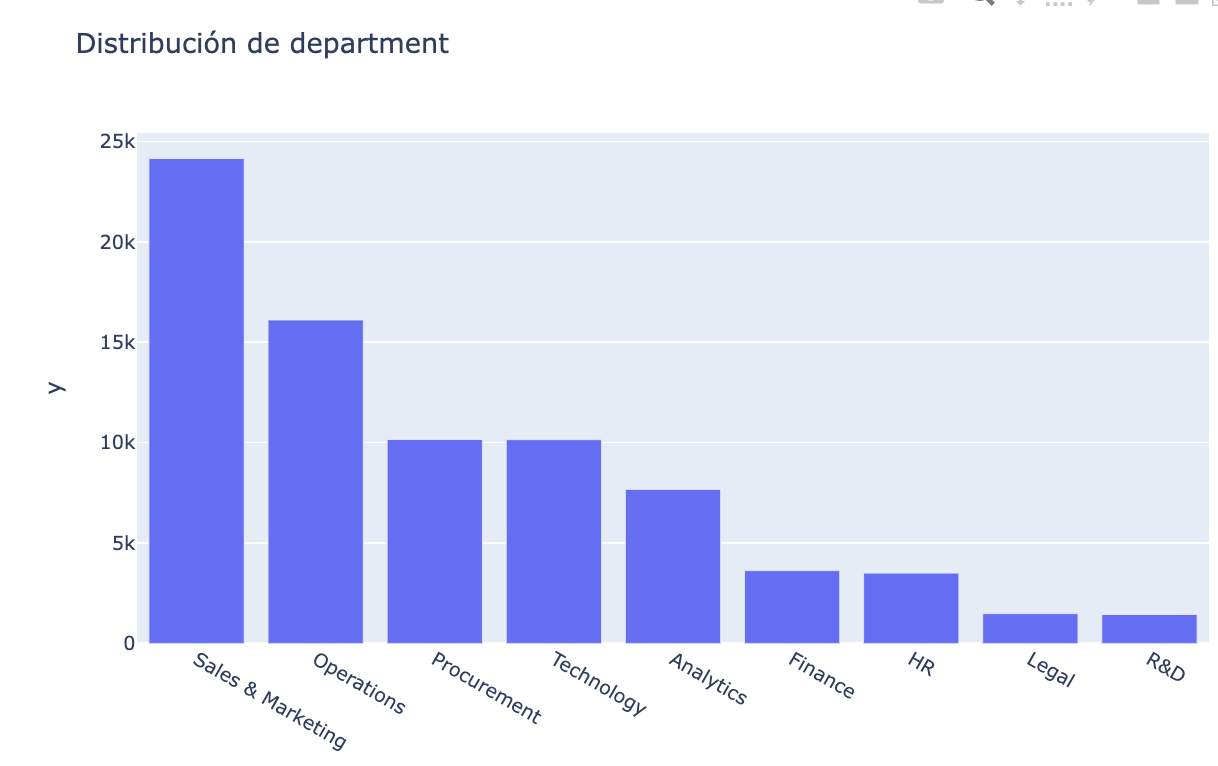 Distribución de department
25k
20k
15k
10k
5k
0
y
Sales & Marketing
Operations
Procurement
Technology
Analytics
Finance
HR
Legal
R&D